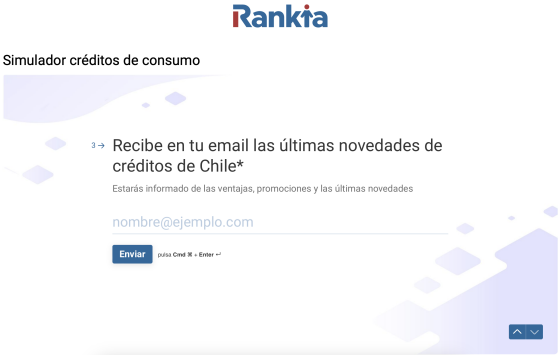 Rankia
Simulador créditos de consumo
3 → Recibe en tu email las últimas novedades de
créditos de Chile*
Estarás informado de las ventajas, promociones y las últimas novedades
nombre@ejemplo.com
Enviar pulsa Cmd ⌘ + Enter ↵